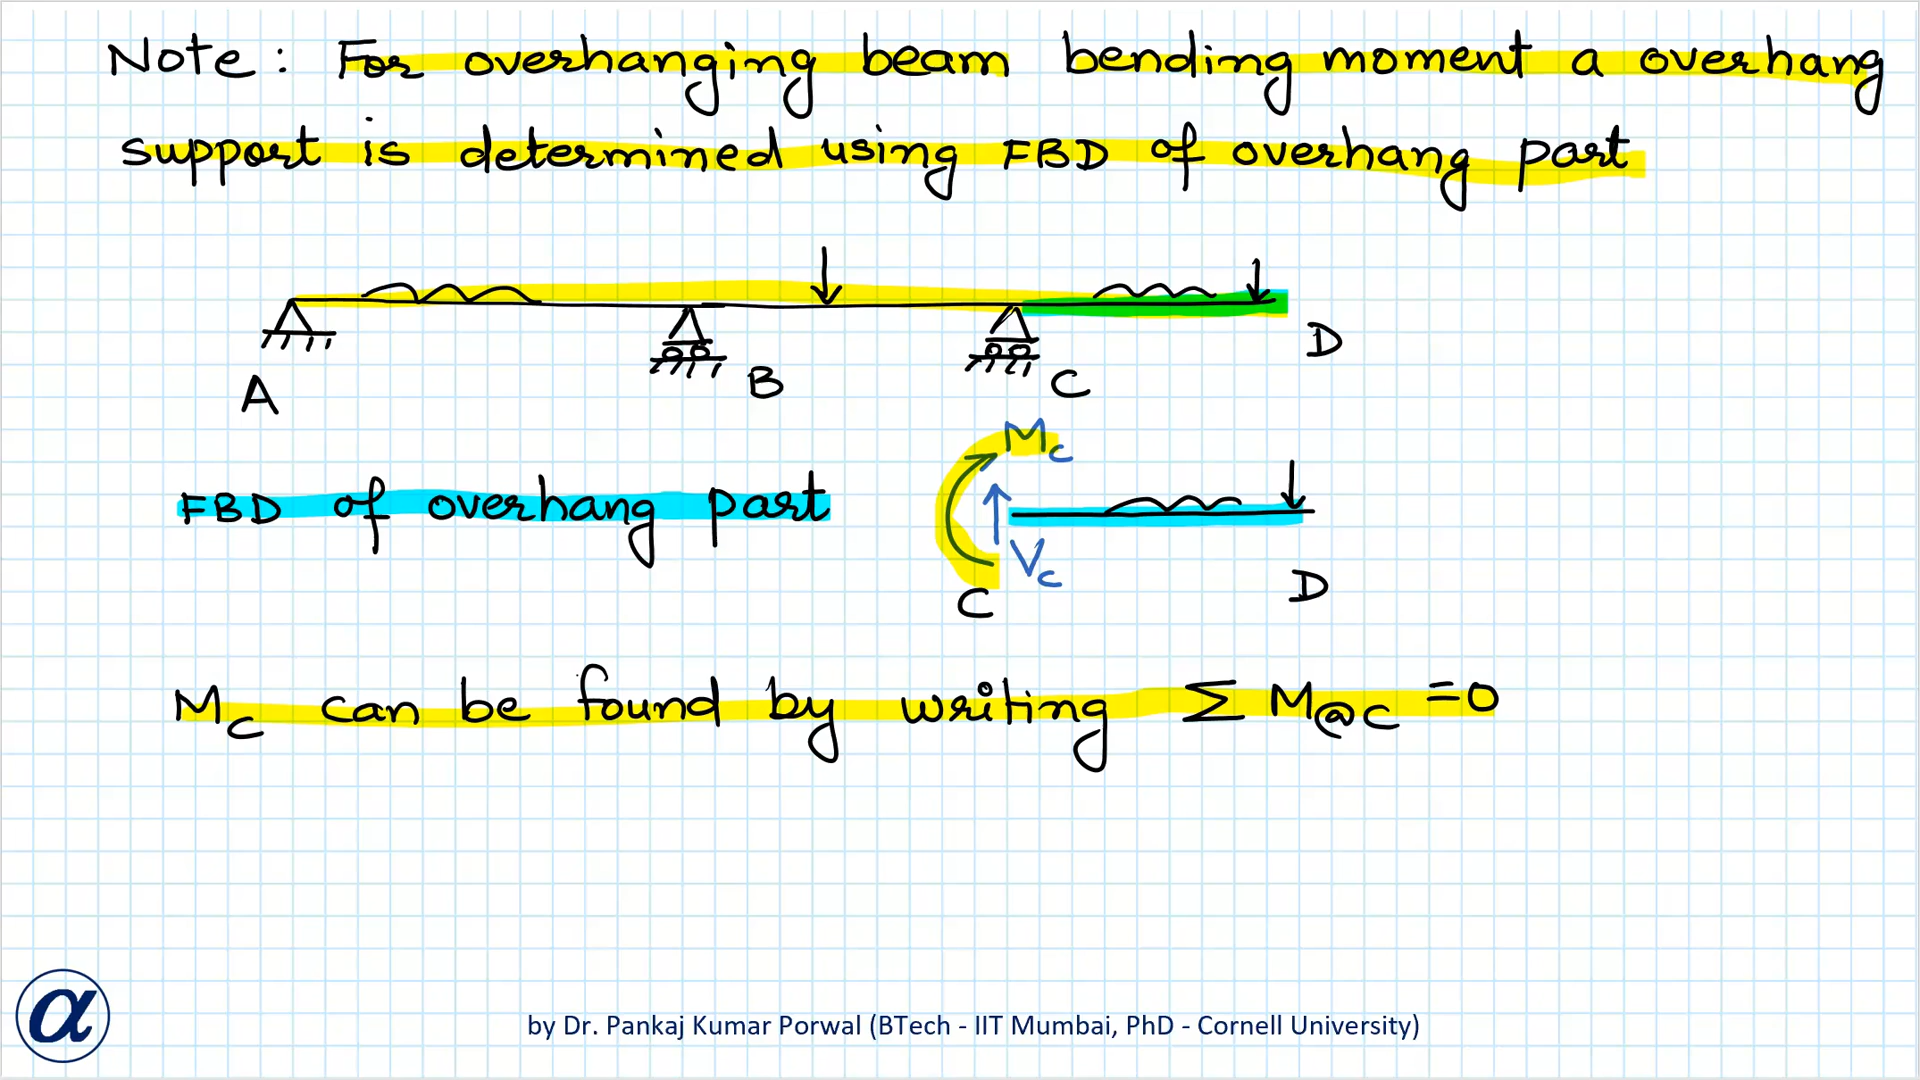 Note : For overhanging beam bending moment a overhang
support is determined using FBD of overhang part
A
B
C
D
FBD of overhang part
Mc
Vc
C
D
Mc can be found by writing Σ M@C =0
α
by Dr. Pankaj Kumar Porwal (BTech - IIT Mumbai, PhD - Cornell University)